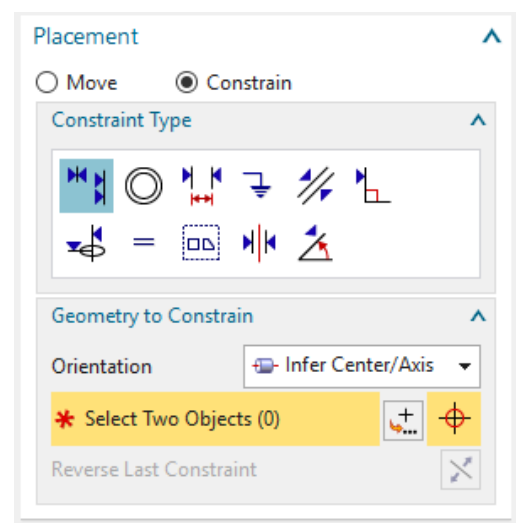 Placement
Move Constrain
Constraint Type
Geometry to Constrain
Orientation Infer Center/Axis
* Select Two Objects (0)
Reverse Last Constraint